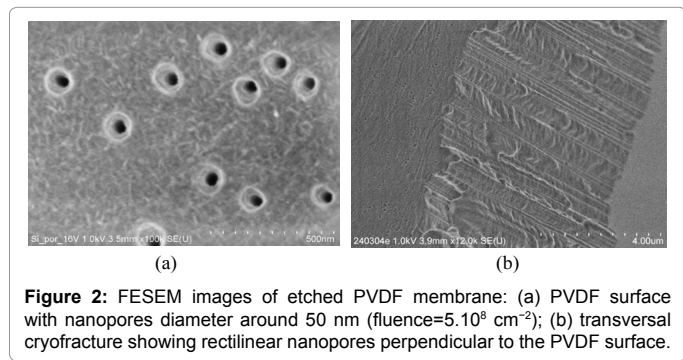 Si_por_16V 1.0kV 3.5mm x100k SE(U) 500nm
240304e 1.0kV 3.9mm x12.0k SE(U) 4.00um
(a) (b)
Figure 2: FESEM images of etched PVDF membrane: (a) PVDF surface
with nanopores diameter around 50 nm (fluence=5.10⁸ cm⁻²); (b) transversal
cryofracture showing rectilinear nanopores perpendicular to the PVDF surface.